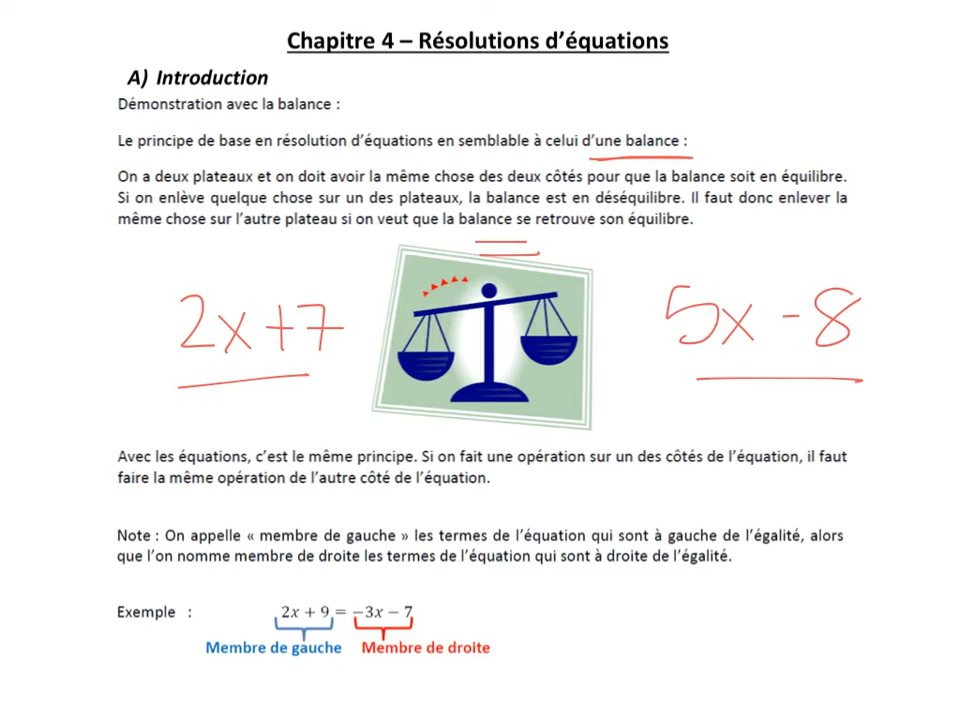 Chapitre 4 – Résolutions d’équations
A) Introduction
Démonstration avec la balance :
Le principe de base en résolution d’équations en semblable à celui d’une balance :
On a deux plateaux et on doit avoir la même chose des deux côtés pour que la balance soit en équilibre.
Si on enlève quelque chose sur un des plateaux, la balance est en déséquilibre. Il faut donc enlever la
même chose sur l’autre plateau si on veut que la balance se retrouve son équilibre.
2x + 7
5x - 8
Avec les équations, c’est le même principe. Si on fait une opération sur un des côtés de l’équation, il faut
faire la même opération de l’autre côté de l’équation.
Note : On appelle « membre de gauche » les termes de l’équation qui sont à gauche de l’égalité, alors
que l’on nomme membre de droite les termes de l’équation qui sont à droite de l’égalité.
Exemple : 2x + 9 = −3x − 7
Membre de gauche Membre de droite